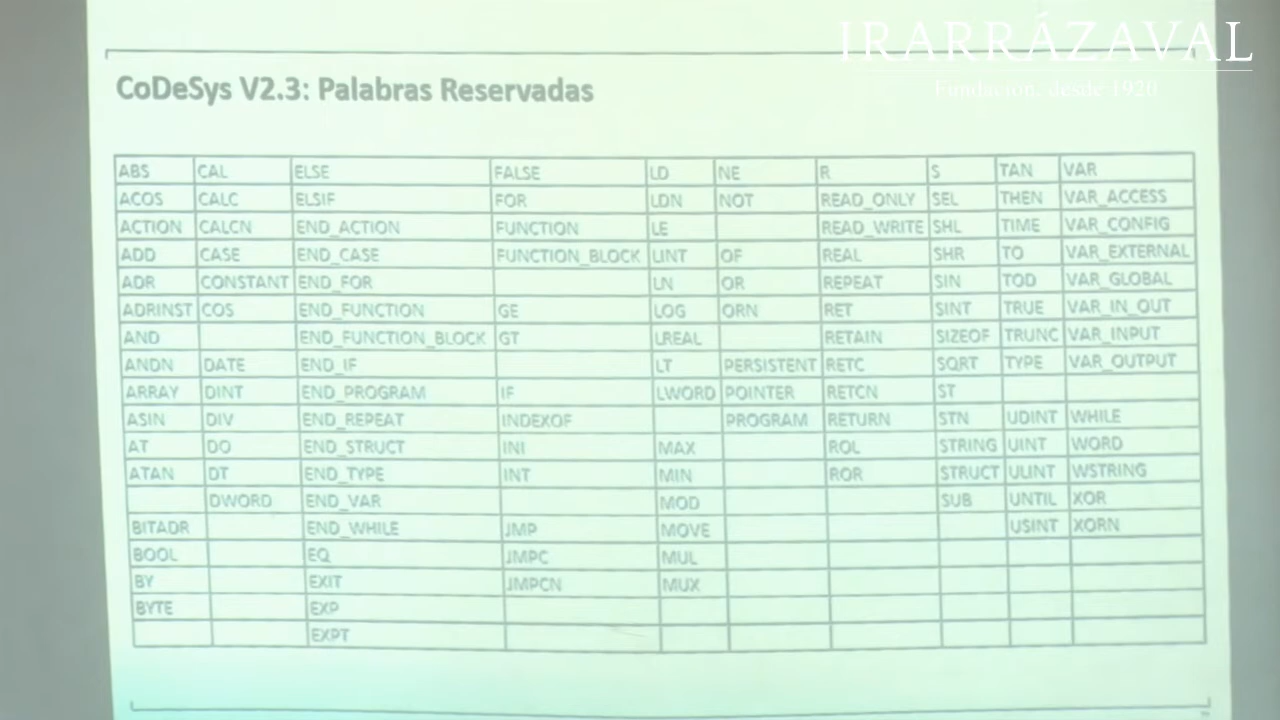 IRARRÁZAVAL
Fundación, desde 1920
CoDeSys V2.3: Palabras Reservadas
ABS CAL ELSE FALSE LD NE R S TAN VAR
ACOS CALC ELSIF FOR LDN NOT READ_ONLY SEL THEN VAR_ACCESS
ACTION CALCN END_ACTION FUNCTION LE READ_WRITE SHL TIME VAR_CONFIG
ADD CASE END_CASE FUNCTION_BLOCK LINT OF REAL SHR TO VAR_EXTERNAL
ADR CONSTANT END_FOR LN OR REPEAT SIN TOD VAR_GLOBAL
ADRINST COS END_FUNCTION GE LOG ORN RET SINT TRUE VAR_IN_OUT
AND END_FUNCTION_BLOCK GT LREAL RETAIN SIZEOF TRUNC VAR_INPUT
ANDN DATE END_IF LT PERSISTENT RETC SQRT TYPE VAR_OUTPUT
ARRAY DINT END_PROGRAM IF LWORD POINTER RETCN ST
ASIN DIV END_REPEAT INDEXOF PROGRAM RETURN STN UDINT WHILE
AT DO END_STRUCT INI MAX ROL STRING UINT WORD
ATAN DT END_TYPE INT MIN ROR STRUCT ULINT WSTRING
DWORD END_VAR MOD SUB UNTIL XOR
BITADR END_WHILE JMP MOVE USINT XORN
BOOL EQ JMPC MUL
BY EXIT JMPCN MUX
BYTE EXP
EXPT